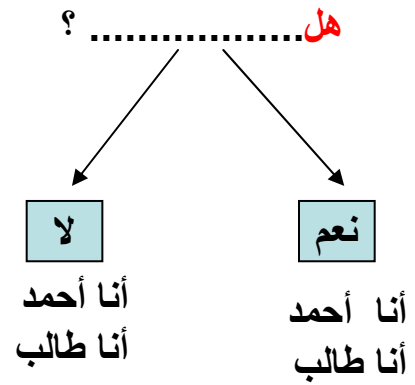 هل.................. ؟
نعم
أنا أحمد
أنا طالب
لا
أنا أحمد
أنا طالب